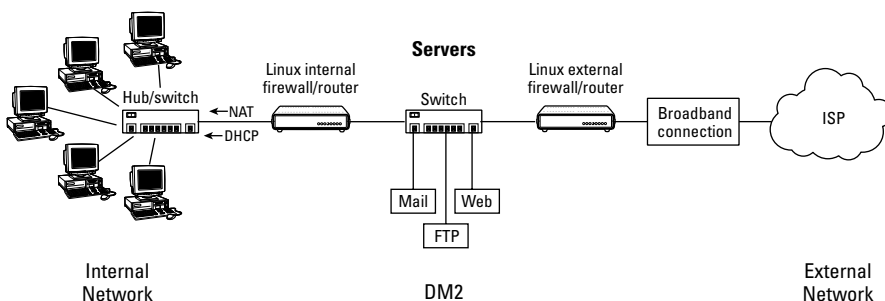 Servers
Linux internal
firewall/router
Linux external
firewall/router
Hub/switch
NAT
DHCP
Switch
Broadband
connection
ISP
Mail
Web
FTP
Internal
Network
DM2
External
Network